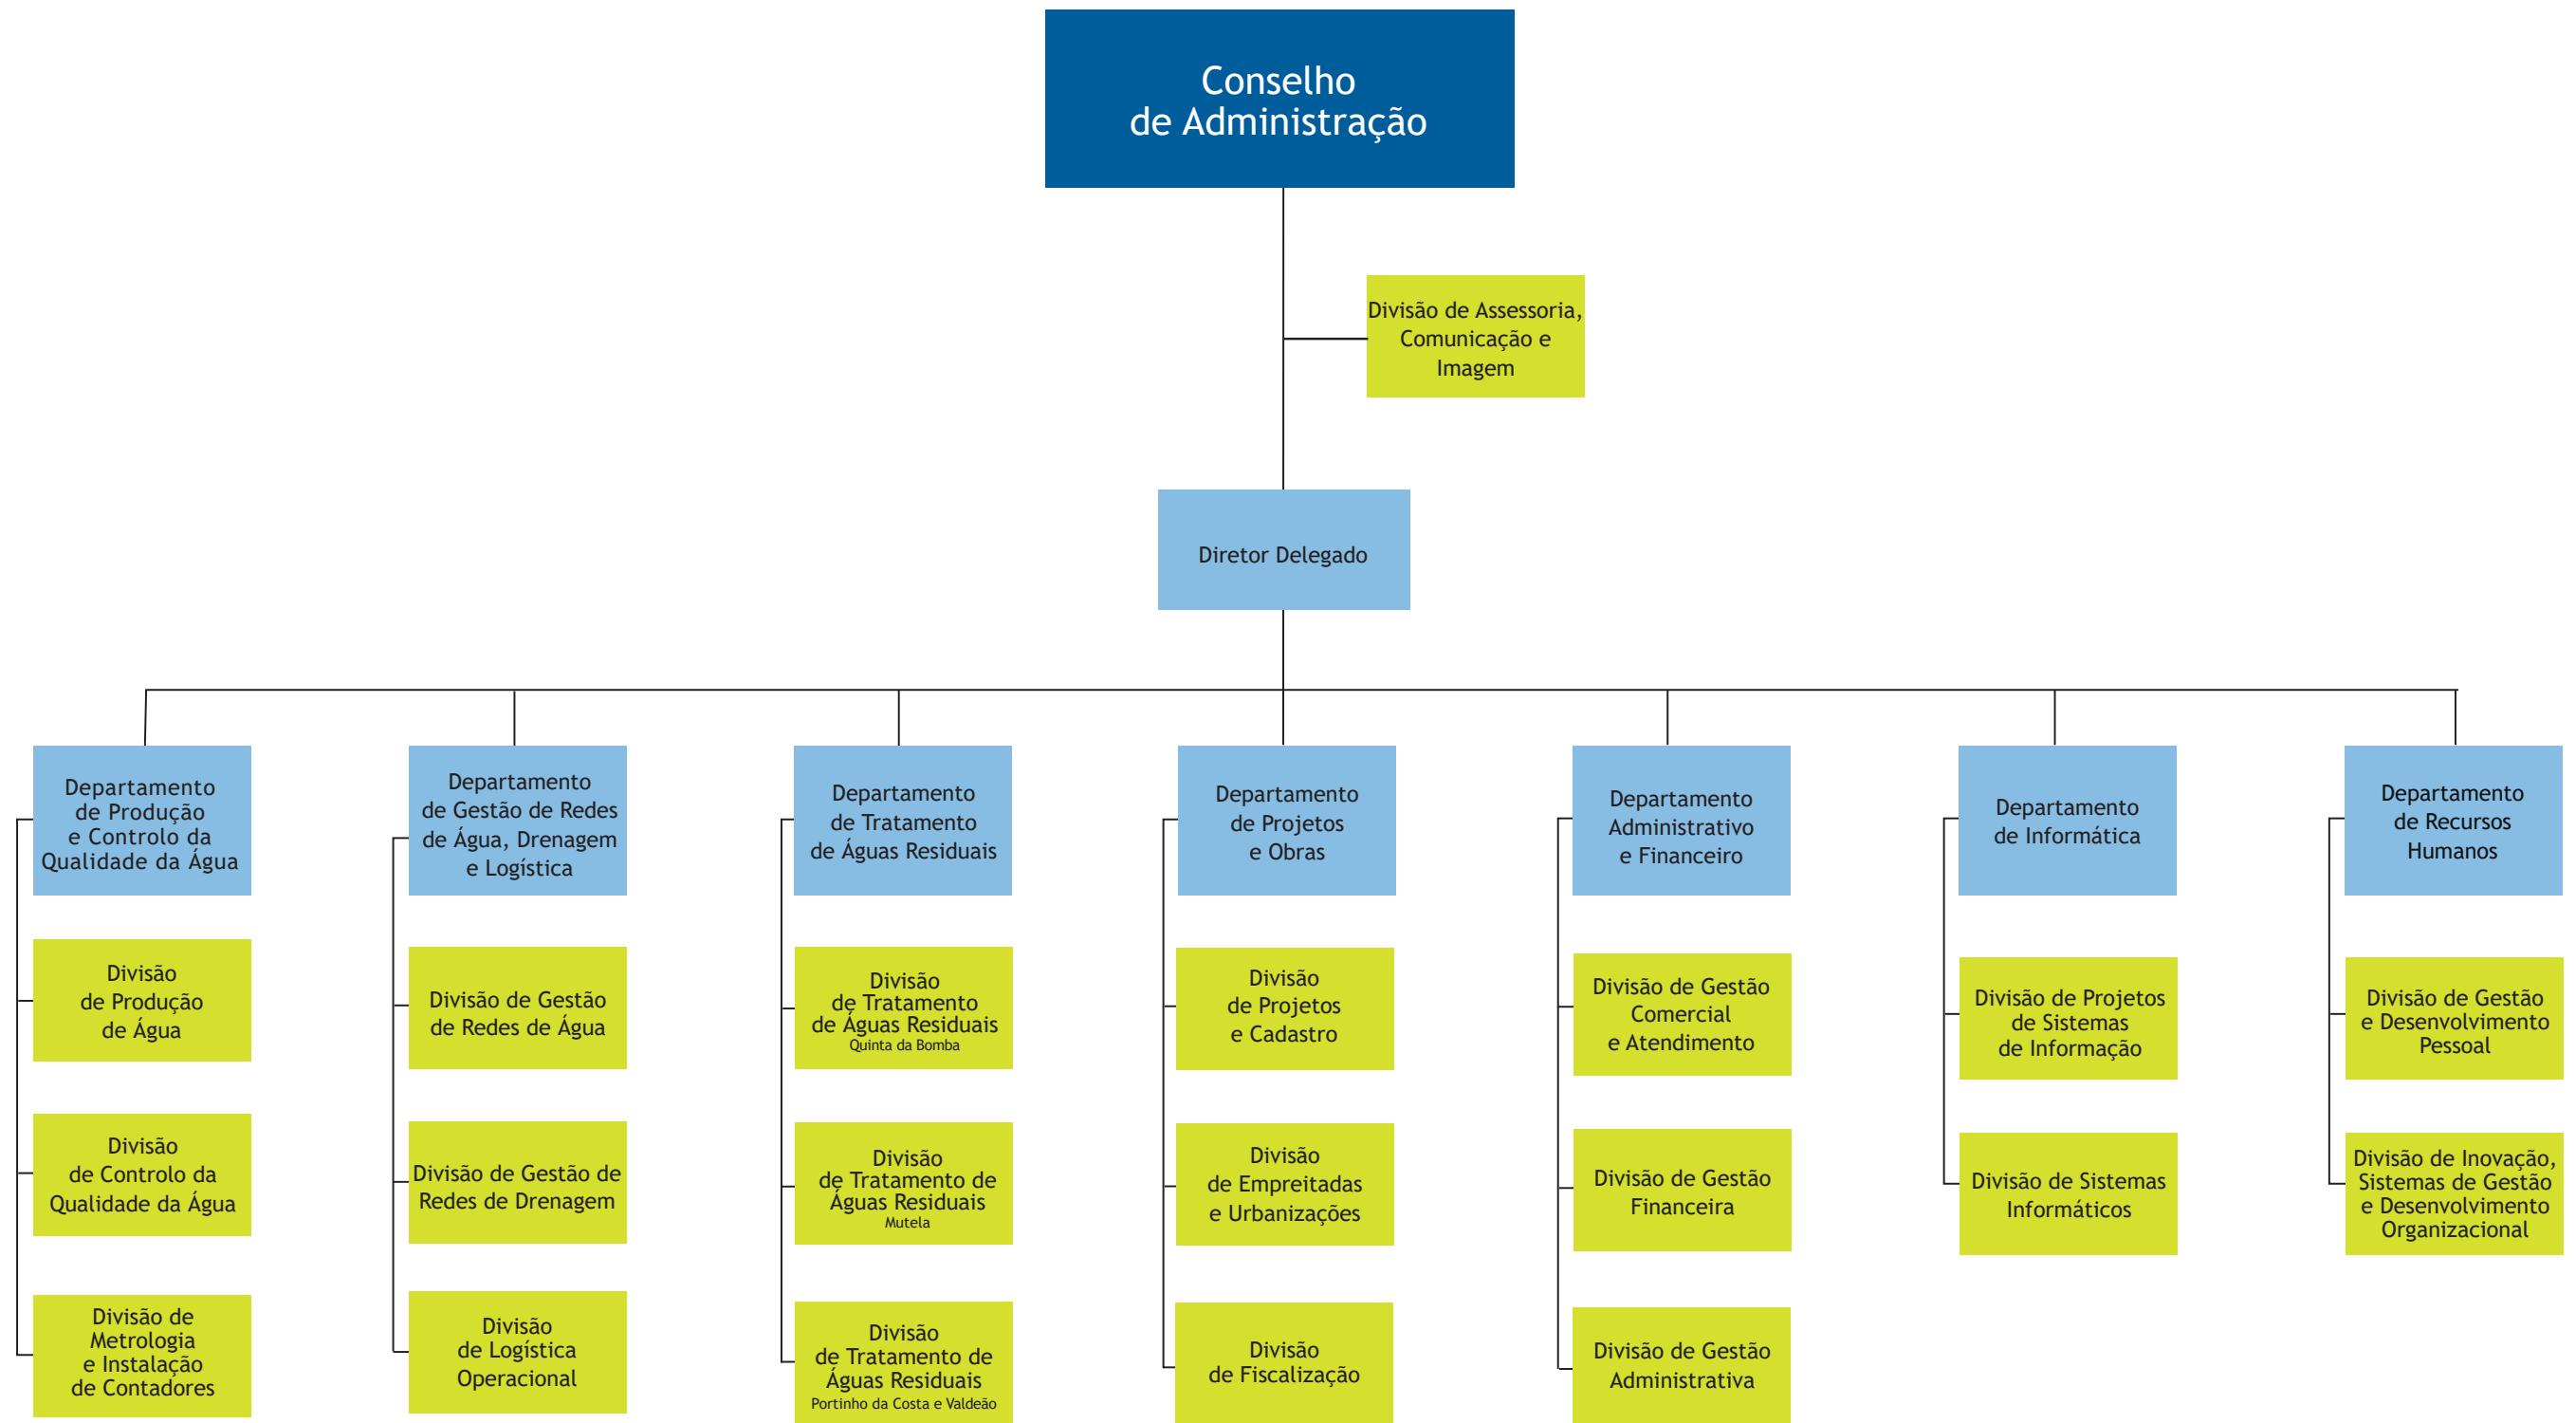 Conselho
de Administração
Divisão de Assessoria,
Comunicação e
Imagem
Diretor Delegado
Departamento
de Produção
e Controlo da
Qualidade da Água
Departamento
de Gestão de Redes
de Água, Drenagem
e Logística
Departamento
de Tratamento
de Águas Residuais
Departamento
de Projetos
e Obras
Departamento
Administrativo
e Financeiro
Departamento
de Informática
Departamento
de Recursos
Humanos
Divisão
de Produção
de Água
Divisão de Gestão
de Redes de Água
Divisão
de Tratamento
de Águas Residuais
Quinta da Bomba
Divisão
de Projetos
e Cadastro
Divisão de Gestão
Comercial
e Atendimento
Divisão de Projetos
de Sistemas
de Informação
Divisão de Gestão
e Desenvolvimento
Pessoal
Divisão
de Controlo da
Qualidade da Água
Divisão de Gestão de
Redes de Drenagem
Divisão
de Tratamento de
Águas Residuais
Mutela
Divisão
de Empreitadas
e Urbanizações
Divisão de Gestão
Financeira
Divisão de Sistemas
Informáticos
Divisão de Inovação,
Sistemas de Gestão
e Desenvolvimento
Organizacional
Divisão de
Metrologia
e Instalação
de Contadores
Divisão
de Logística
Operacional
Divisão
de Tratamento de
Águas Residuais
Portinho da Costa e Valdeão
Divisão
de Fiscalização
Divisão de Gestão
Administrativa